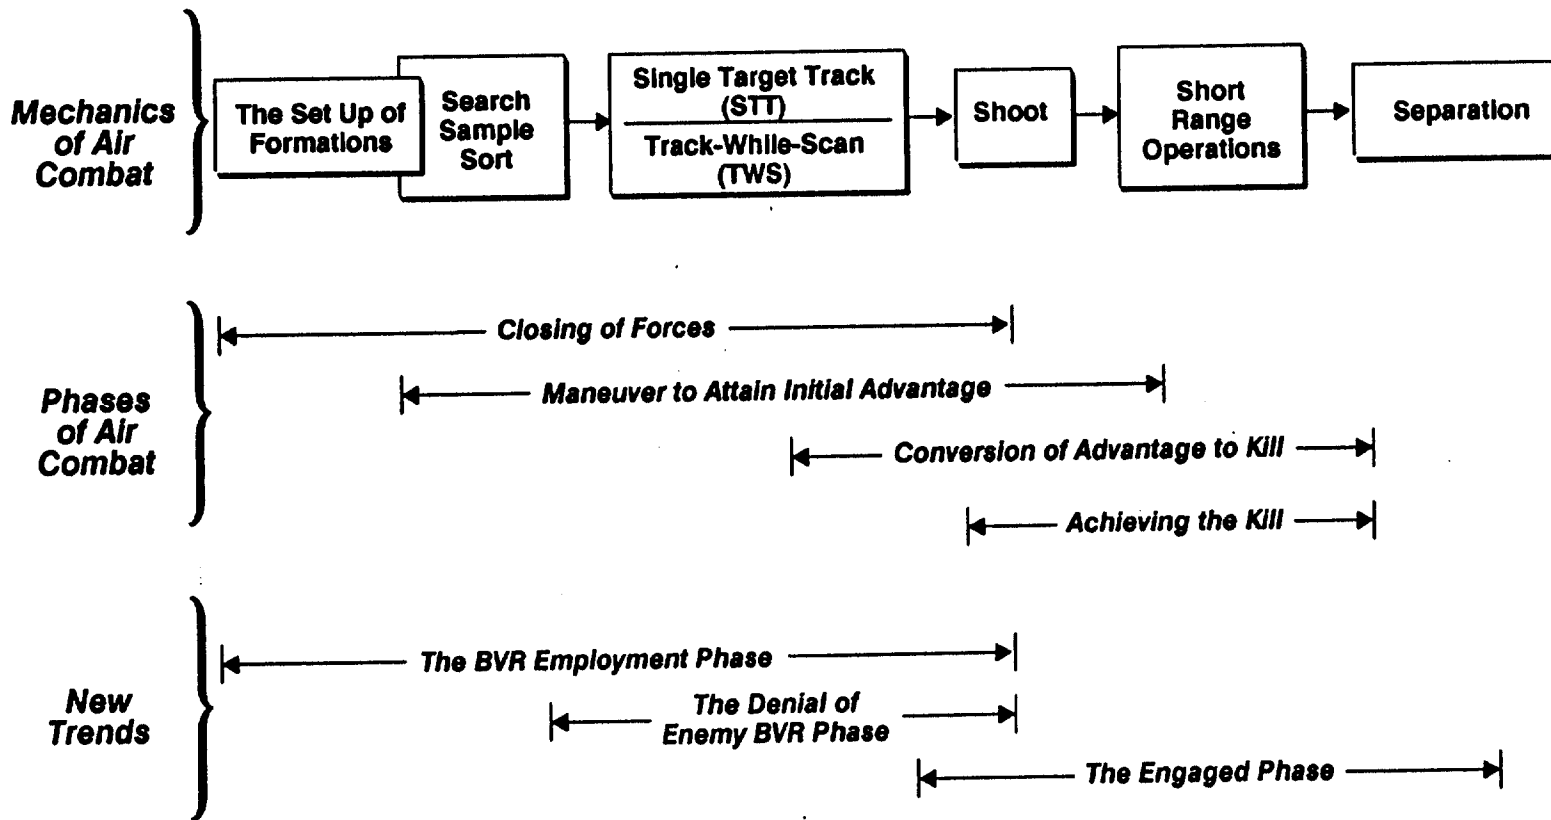 Mechanics
of Air
Combat
The Set Up of
Formations
Search
Sample
Sort
Single Target Track
(STT)
Track-While-Scan
(TWS)
Shoot
Short
Range
Operations
Separation
Phases
of Air
Combat
Closing of Forces
Maneuver to Attain Initial Advantage
Conversion of Advantage to Kill
Achieving the Kill
New
Trends
The BVR Employment Phase
The Denial of
Enemy BVR Phase
The Engaged Phase